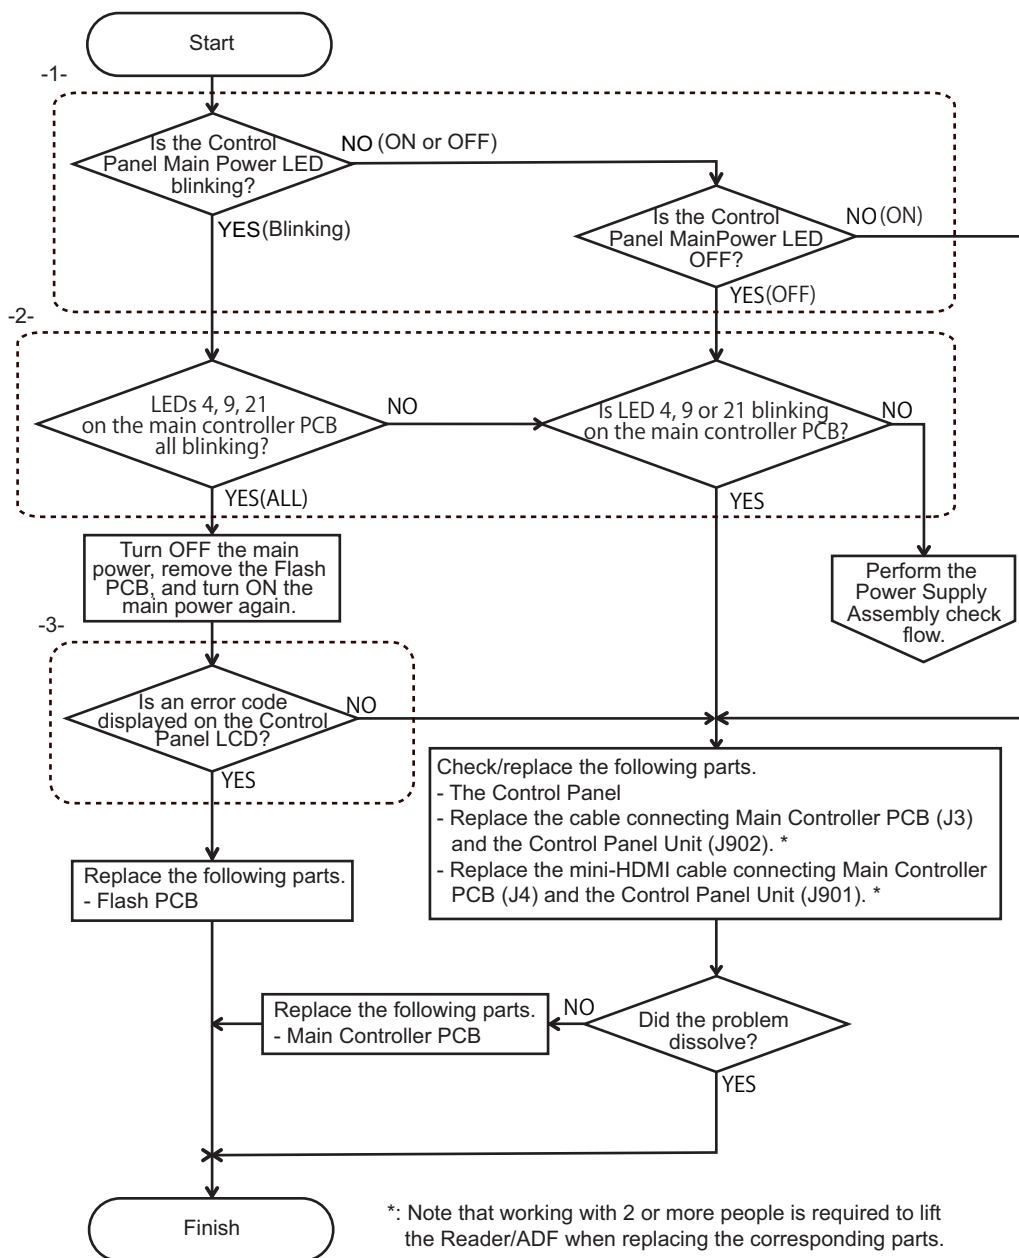 Start
-1-
Is the Control
Panel Main Power LED
blinking?
NO (ON or OFF)
YES(Blinking)
Is the Control
Panel MainPower LED
OFF?
NO(ON)
YES(OFF)
-2-
LEDs 4, 9, 21
on the main controller PCB
all blinking?
NO
YES(ALL)
Is LED 4, 9 or 21 blinking
on the main controller PCB?
NO
YES
Turn OFF the main
power, remove the Flash
PCB, and turn ON the
main power again.
Perform the
Power Supply
Assembly check
flow.
-3-
Is an error code
displayed on the Control
Panel LCD?
NO
YES
Check/replace the following parts.
- The Control Panel
- Replace the cable connecting Main Controller PCB (J3)
and the Control Panel Unit (J902). *
- Replace the mini-HDMI cable connecting Main Controller
PCB (J4) and the Control Panel Unit (J901). *
Replace the following parts.
- Flash PCB
Did the problem
dissolve?
NO
YES
Replace the following parts.
- Main Controller PCB
Finish
*: Note that working with 2 or more people is required to lift
the Reader/ADF when replacing the corresponding parts.